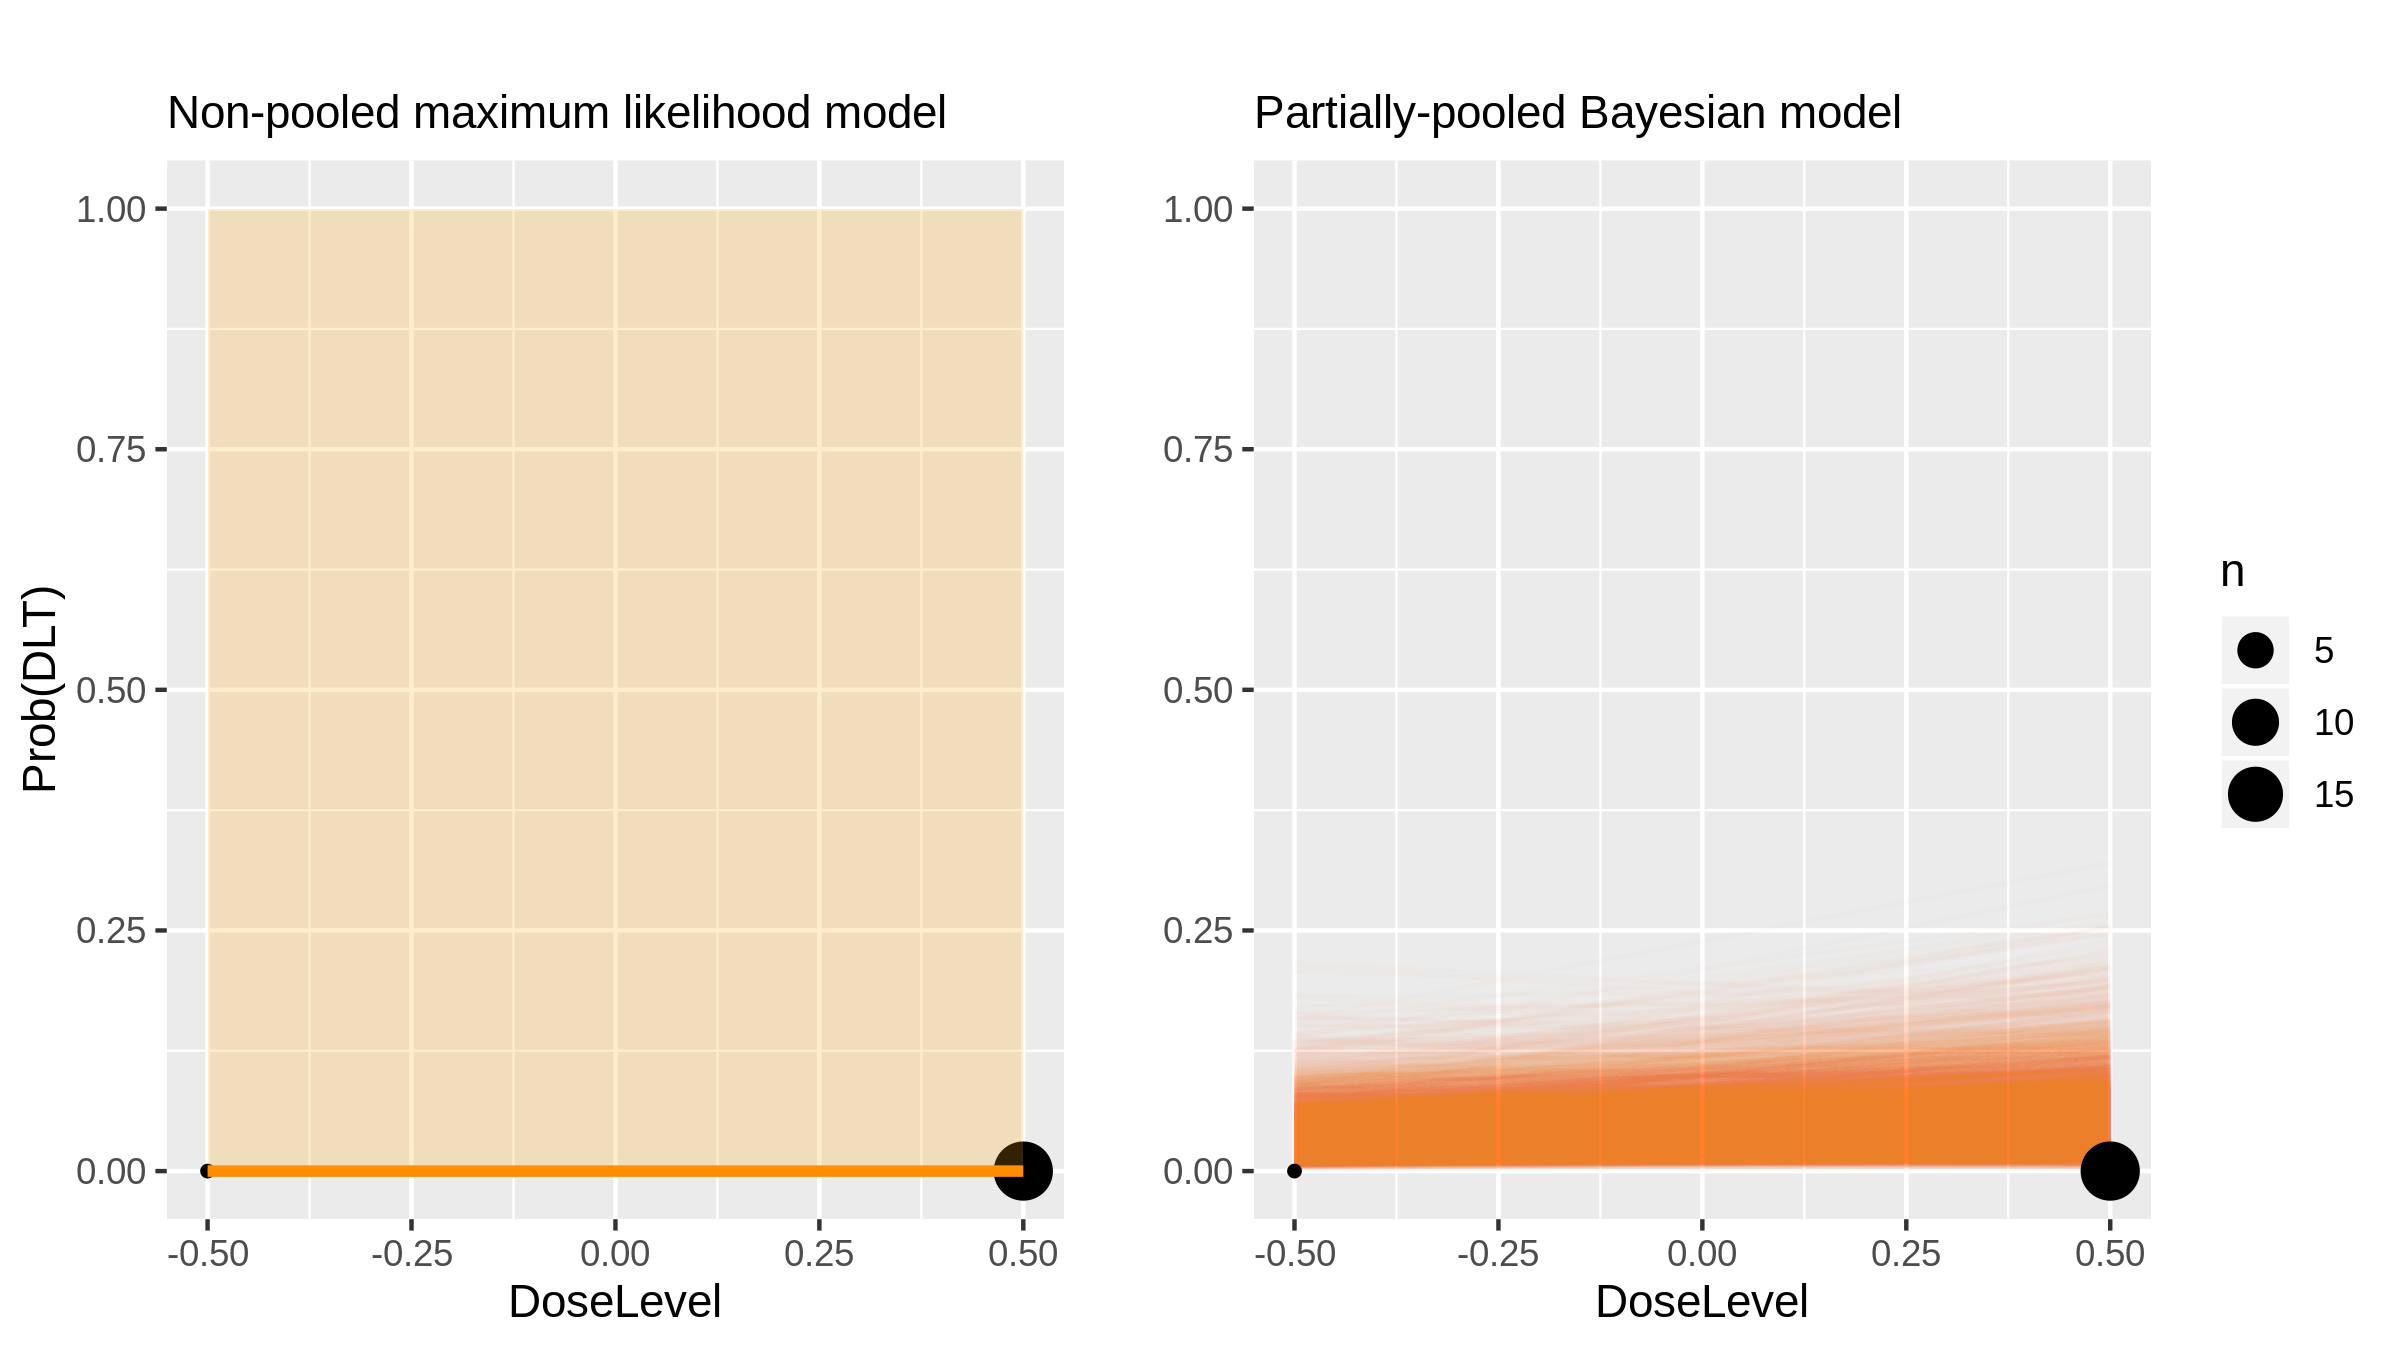 Non-pooled maximum likelihood model
Prob(DLT)
1.00
0.75
0.50
0.25
0.00
-0.50 -0.25 0.00 0.25 0.50
DoseLevel
Partially-pooled Bayesian model
1.00
0.75
0.50
0.25
0.00
-0.50 -0.25 0.00 0.25 0.50
DoseLevel
n
5
10
15